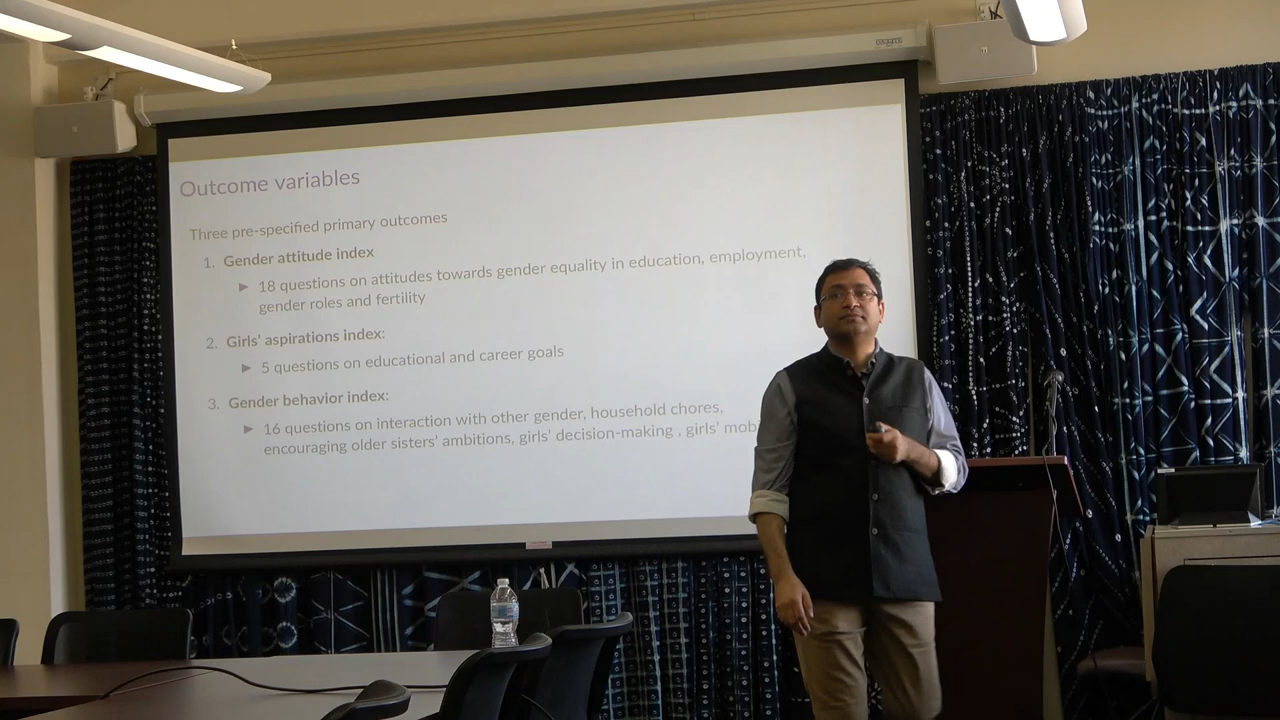 Outcome variables
Three pre-specified primary outcomes
1. Gender attitude index
▶ 18 questions on attitudes towards gender equality in education, employment,
gender roles and fertility
2. Girls' aspirations index:
▶ 5 questions on educational and career goals
3. Gender behavior index:
▶ 16 questions on interaction with other gender, household chores,
encouraging older sisters' ambitions, girls' decision-making , girls' mob